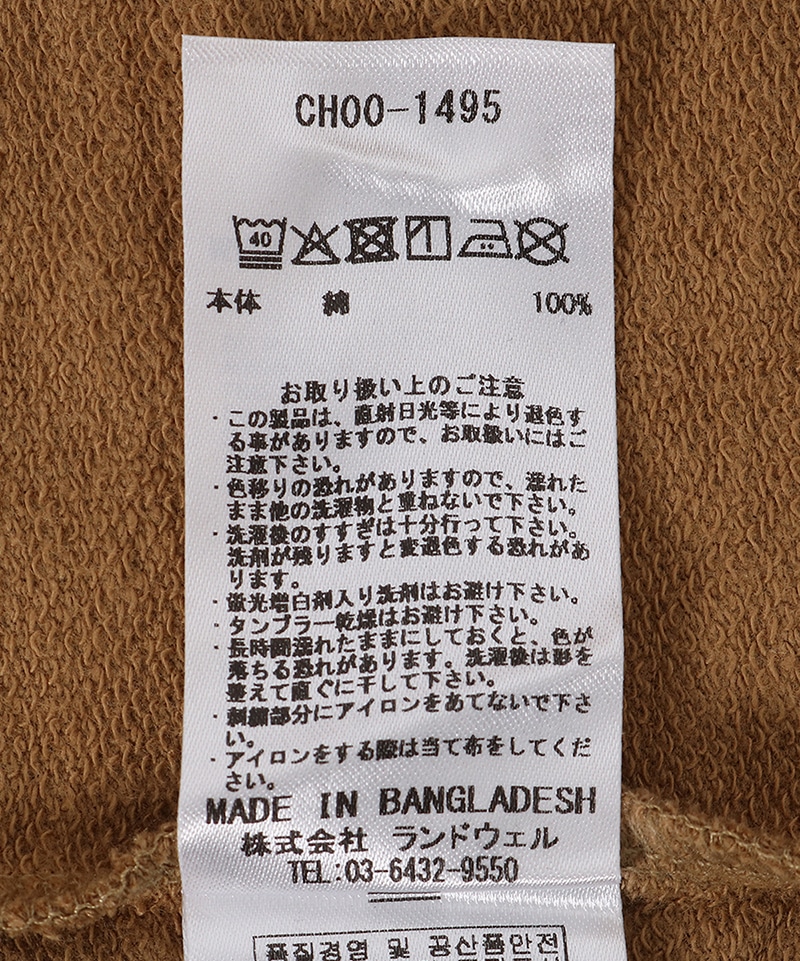 CH00-1495
40
本体 綿 100%
お取り扱い上のご注意
・この製品は、直射日光等により退色す
る事がありますので、お取扱いにはご
注意下さい。
・色移りの恐れがありますので、濡れた
まま他の洗濯物と重ねないで下さい。
・洗濯後のすすぎは十分行って下さい。
洗剤が残りますと変退色する恐れがあ
ります。
・蛍光増白剤入り洗剤はお避け下さい。
・タンブラー乾燥はお避け下さい。
・長時間濡れたままにしておくと、色が
落ちる恐れがあります。洗濯後は形を
整えて直ぐに干して下さい。
・刺繍部分にアイロンをあてないで下さ
い。
・アイロンをする際は当て布をしてくだ
さい。
MADE IN BANGLADESH
株式会社 ランドウェル
TEL:03-6432-9550
품질경영 및 공산품안전